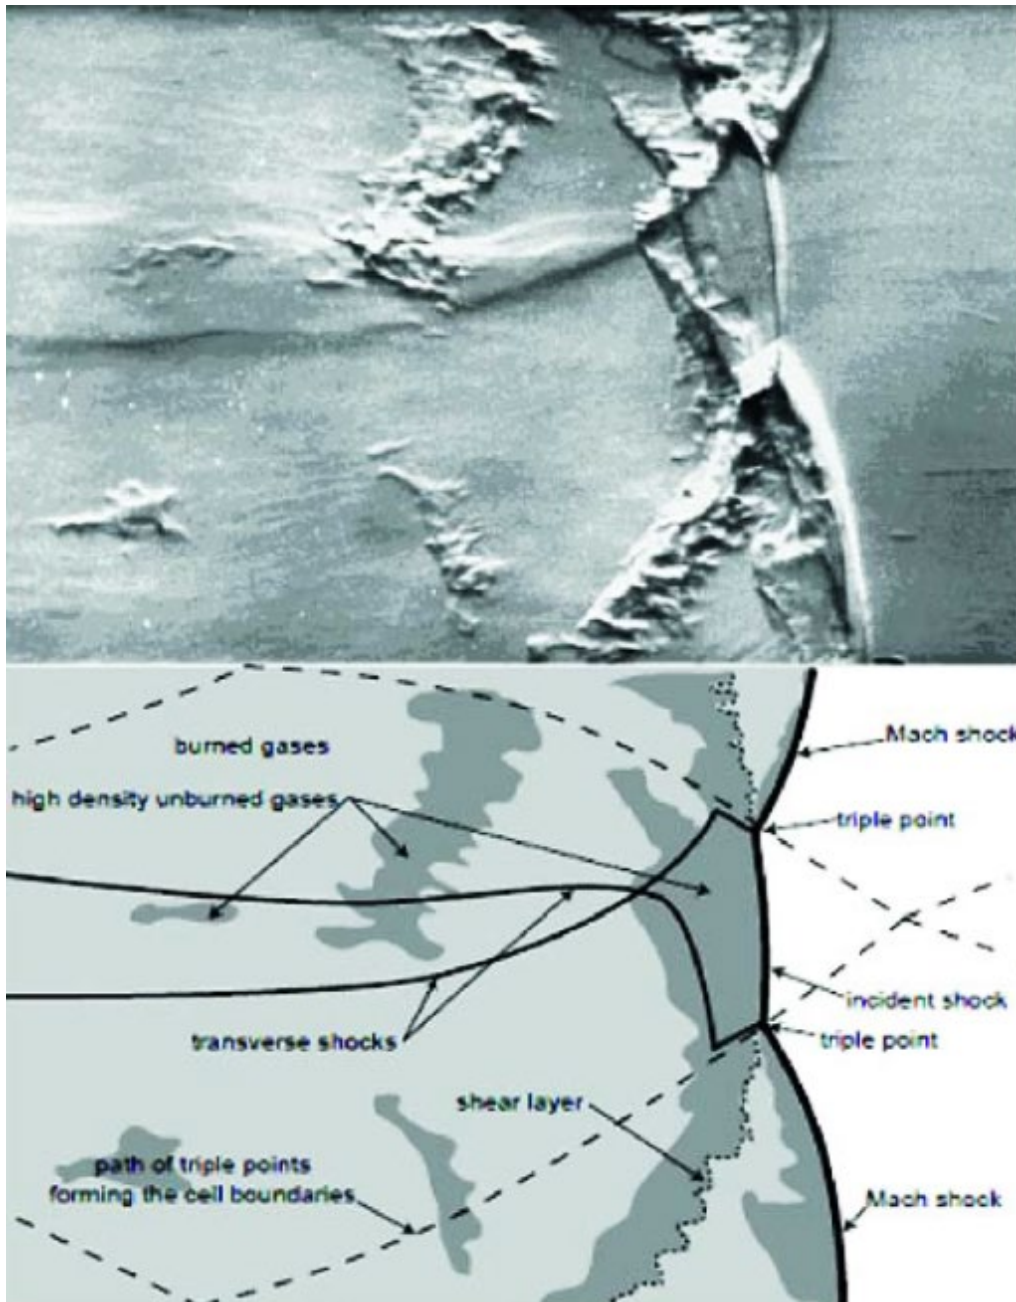 burned gases
Mach shock
high density unburned gases
triple point
incident shock
transverse shocks
triple point
shear layer
path of triple points
forming the cell boundaries
Mach shock